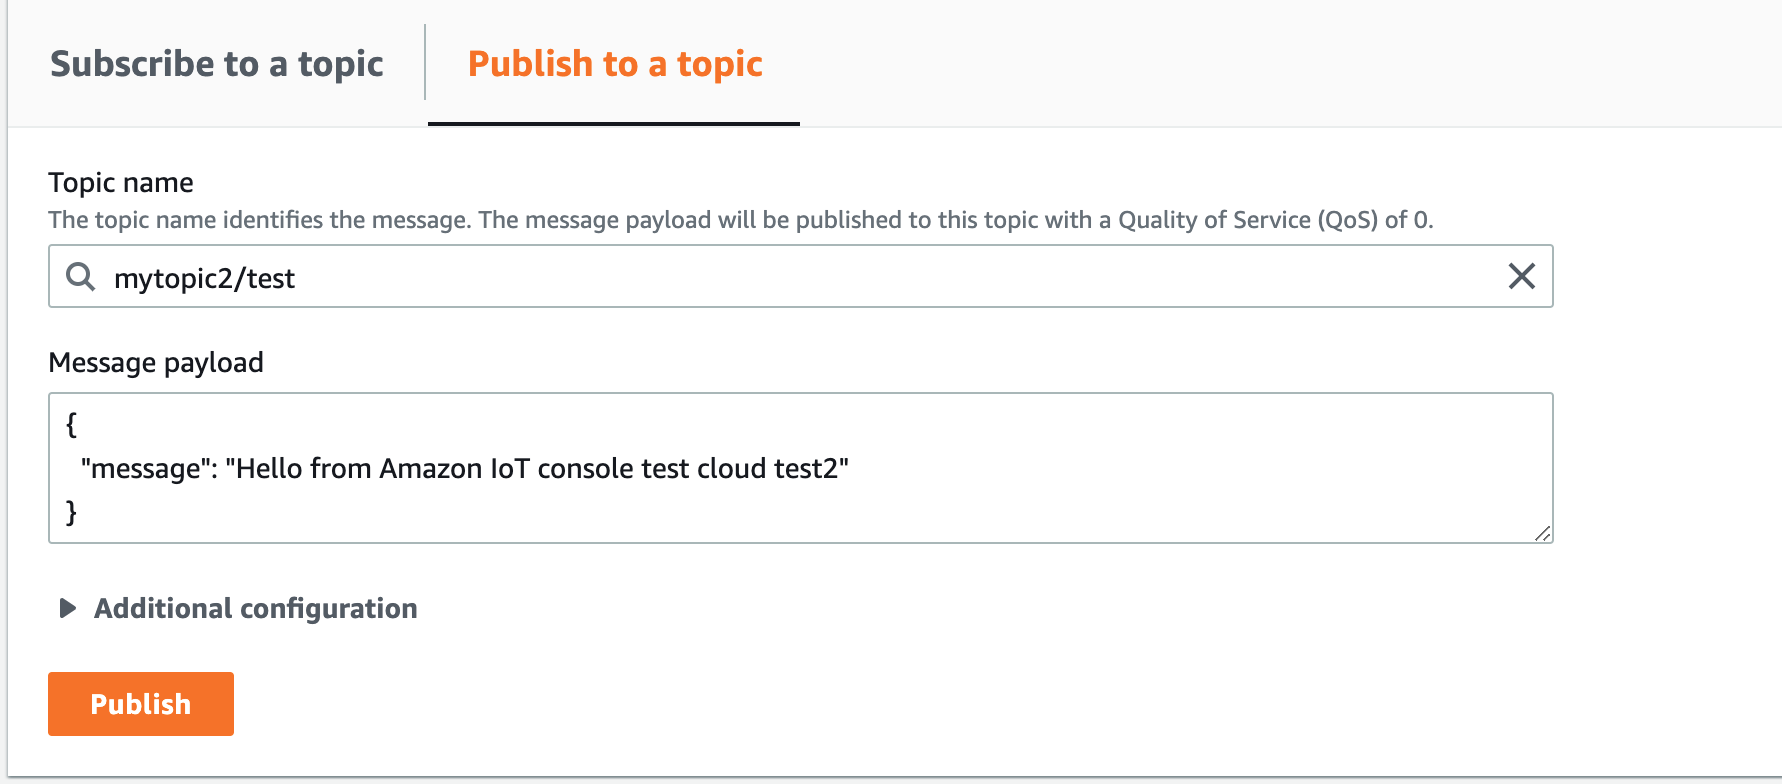 Subscribe to a topic
Publish to a topic
Topic name
The topic name identifies the message. The message payload will be published to this topic with a Quality of Service (QoS) of 0.
mytopic2/test
Message payload
{
"message": "Hello from Amazon IoT console test cloud test2"
}
Additional configuration
Publish